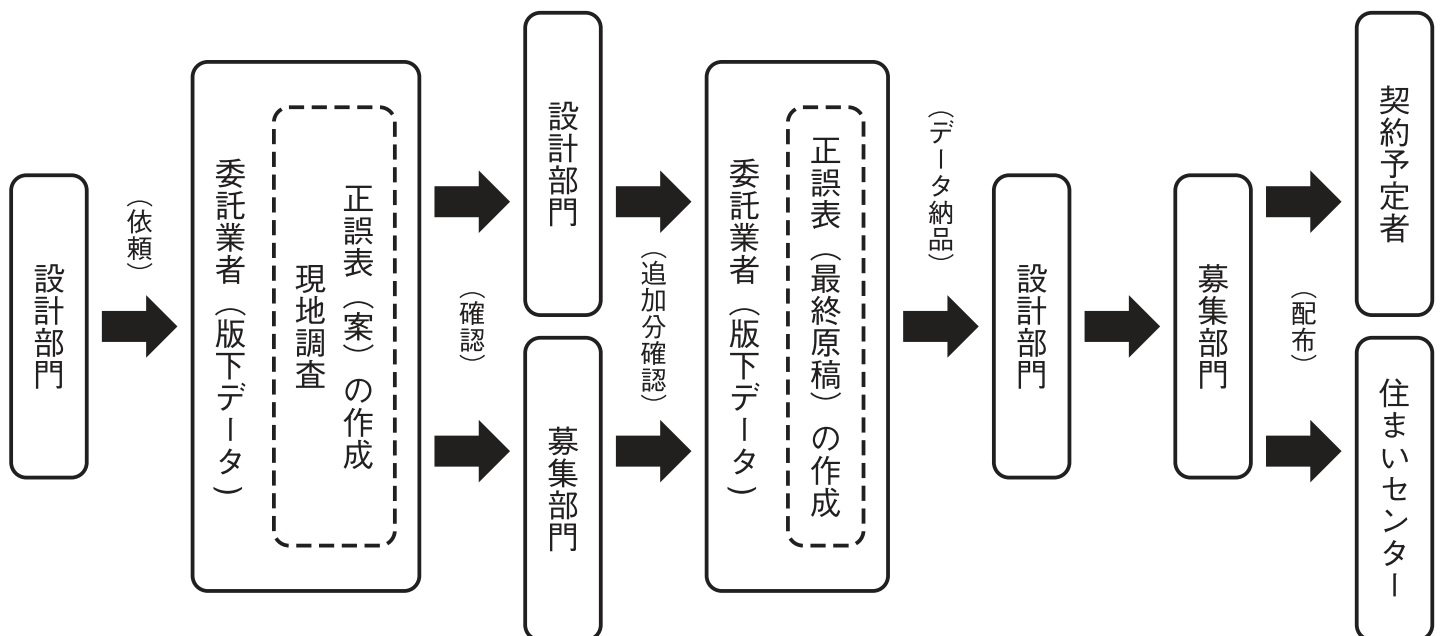 設計部門
（依頼）
委託業者（版下データ）
正誤表（案）の作成
現地調査
（確認）
設計部門
募集部門
（追加分確認）
委託業者（版下データ）
正誤表（最終原稿）の作成
（データ納品）
設計部門
募集部門
（配布）
契約予定者
住まいセンター